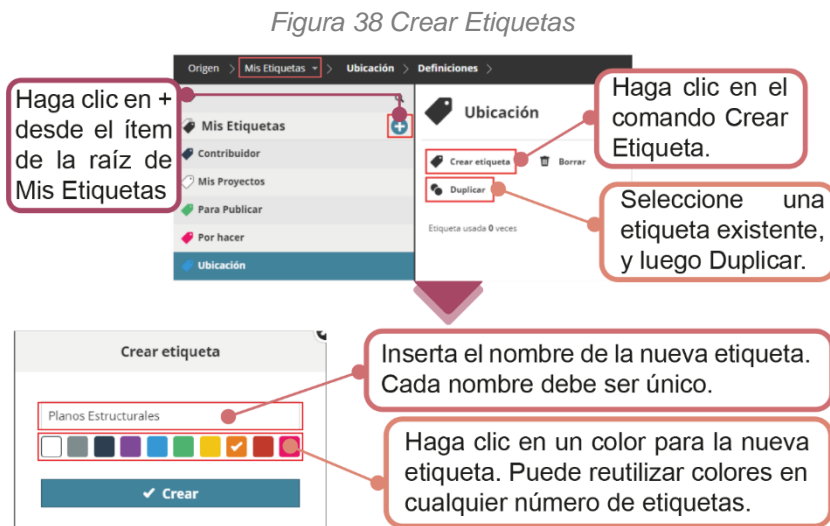 Figura 38 Crear Etiquetas
Origen > Mis Etiquetas > Ubicación > Definiciones >
Haga clic en +
desde el ítem
de la raíz de
Mis Etiquetas
Mis Etiquetas
Contribuidor
Mis Proyectos
Para Publicar
Por hacer
Ubicación
Ubicación
Crear etiqueta
Borrar
Duplicar
Etiqueta usada 0 veces
Haga clic en el
comando Crear
Etiqueta.
Seleccione una
etiqueta existente,
y luego Duplicar.
Crear etiqueta
Planos Estructurales
Crear
Inserta el nombre de la nueva etiqueta.
Cada nombre debe ser único.
Haga clic en un color para la nueva
etiqueta. Puede reutilizar colores en
cualquier número de etiquetas.